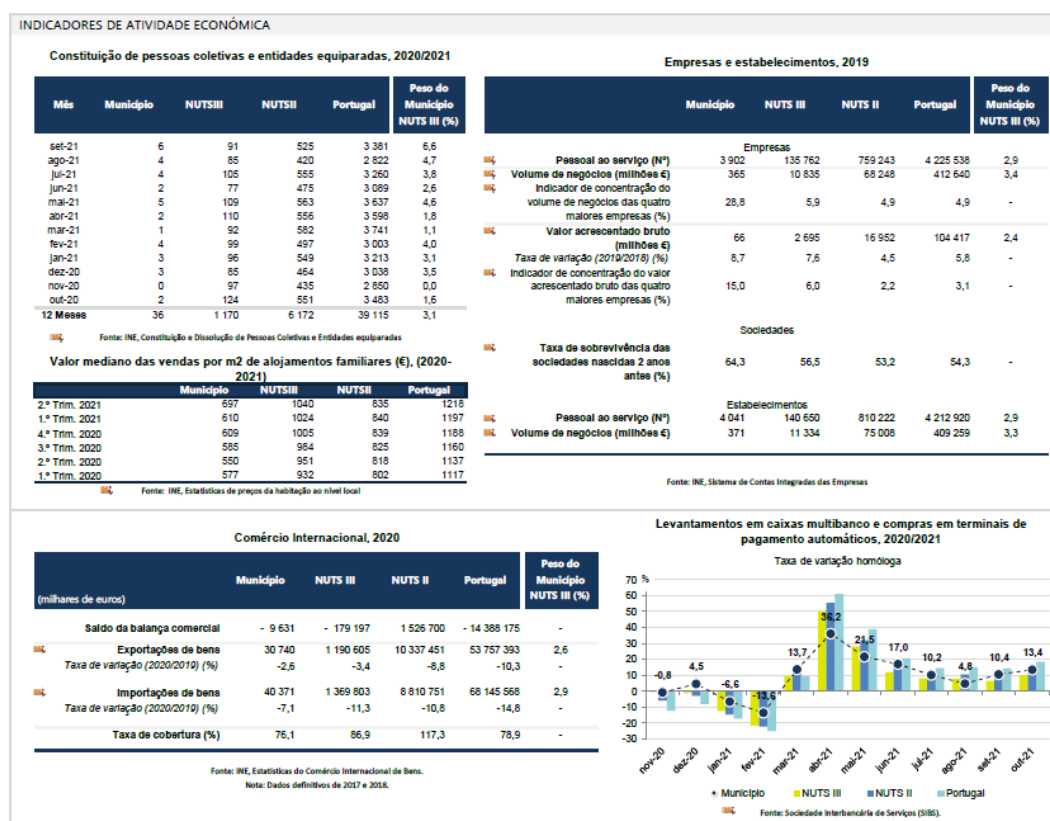 INDICADORES DE ATIVIDADE ECONÓMICA
Constituição de pessoas coletivas e entidades equiparadas, 2020/2021
Mês Município NUTSIII NUTSII Portugal Peso do Município NUTS III (%)
set-21 6 91 525 3 381 6,6
ago-21 4 85 420 2 822 4,7
jul-21 4 105 555 3 260 3,8
jun-21 2 77 475 3 089 2,6
mai-21 5 109 563 3 637 4,6
abr-21 2 110 556 3 598 1,8
mar-21 1 92 582 3 741 1,1
fev-21 4 99 497 3 003 4,0
jan-21 3 96 549 3 213 3,1
dez-20 3 85 464 3 038 3,5
nov-20 0 97 435 2 850 0,0
out-20 2 124 551 3 483 1,6
12 Meses 36 1 170 6 172 39 115 3,1
Fonte: INE, Constituição e Dissolução de Pessoas Coletivas e Entidades equiparadas
Valor mediano das vendas por m2 de alojamentos familiares (€), (2020-
2021)
Município NUTSIII NUTSII Portugal
2.º Trim. 2021 697 1040 835 1218
1.º Trim. 2021 610 1024 840 1197
4.º Trim. 2020 609 1005 839 1188
3.º Trim. 2020 585 984 825 1160
2.º Trim. 2020 550 951 818 1137
1.º Trim. 2020 577 932 802 1117
Fonte: INE, Estatísticas de preços da habitação ao nível local
Empresas e estabelecimentos, 2019
Município NUTS III NUTS II Portugal Peso do Município NUTS III (%)
Empresas
Pessoal ao serviço (Nº) 3 902 135 762 759 243 4 225 538 2,9
Volume de negócios (milhões €) 365 10 835 68 248 412 640 3,4
Indicador de concentração do
volume de negócios das quatro 28,8 5,9 4,9 4,9 -
maiores empresas (%)
Valor acrescentado bruto
(milhões €) 66 2 695 16 952 104 417 2,4
Taxa de variação (2019/2018) (%) 8,7 7,6 4,5 5,8 -
Indicador de concentração do valor
acrescentado bruto das quatro 15,0 6,0 2,2 3,1 -
maiores empresas (%)
Sociedades
Taxa de sobrevivência das
sociedades nascidas 2 anos 64,3 56,5 53,2 54,3 -
antes (%)
Estabelecimentos
Pessoal ao serviço (Nº) 4 041 140 650 810 222 4 212 920 2,9
Volume de negócios (milhões €) 371 11 334 75 008 409 259 3,3
Fonte: INE, Sistema de Contas Integradas das Empresas
Comércio Internacional, 2020
(milhares de euros) Município NUTS III NUTS II Portugal Peso do Município NUTS III (%)
Saldo da balança comercial - 9 631 - 179 197 1 526 700 - 14 388 175 -
Exportações de bens 30 740 1 190 605 10 337 451 53 757 393 2,6
Taxa de variação (2020/2019) (%) -2,6 -3,4 -8,8 -10,3 -
Importações de bens 40 371 1 369 803 8 810 751 68 145 568 2,9
Taxa de variação (2020/2019) (%) -7,1 -11,3 -10,8 -14,8 -
Taxa de cobertura (%) 76,1 86,9 117,3 78,9 -
Fonte: INE, Estatísticas do Comércio Internacional de Bens.
Nota: Dados definitivos de 2017 e 2018.
Levantamentos em caixas multibanco e compras em terminais de
pagamento automáticos, 2020/2021
Taxa de variação homóloga
70 %
60
50
40
30
20
10
0
-10
-20
-30
-0,8 4,5 -6,6 -13,6 13,7 36,2 21,5 17,0 10,2 4,8 10,4 13,4
nov-20 dez-20 jan-21 fev-21 mar-21 abr-21 mai-21 jun-21 jul-21 ago-21 set-21 out-21
Município NUTS III NUTS II Portugal
Fonte: Sociedade Interbancária de Serviços (SIBS).